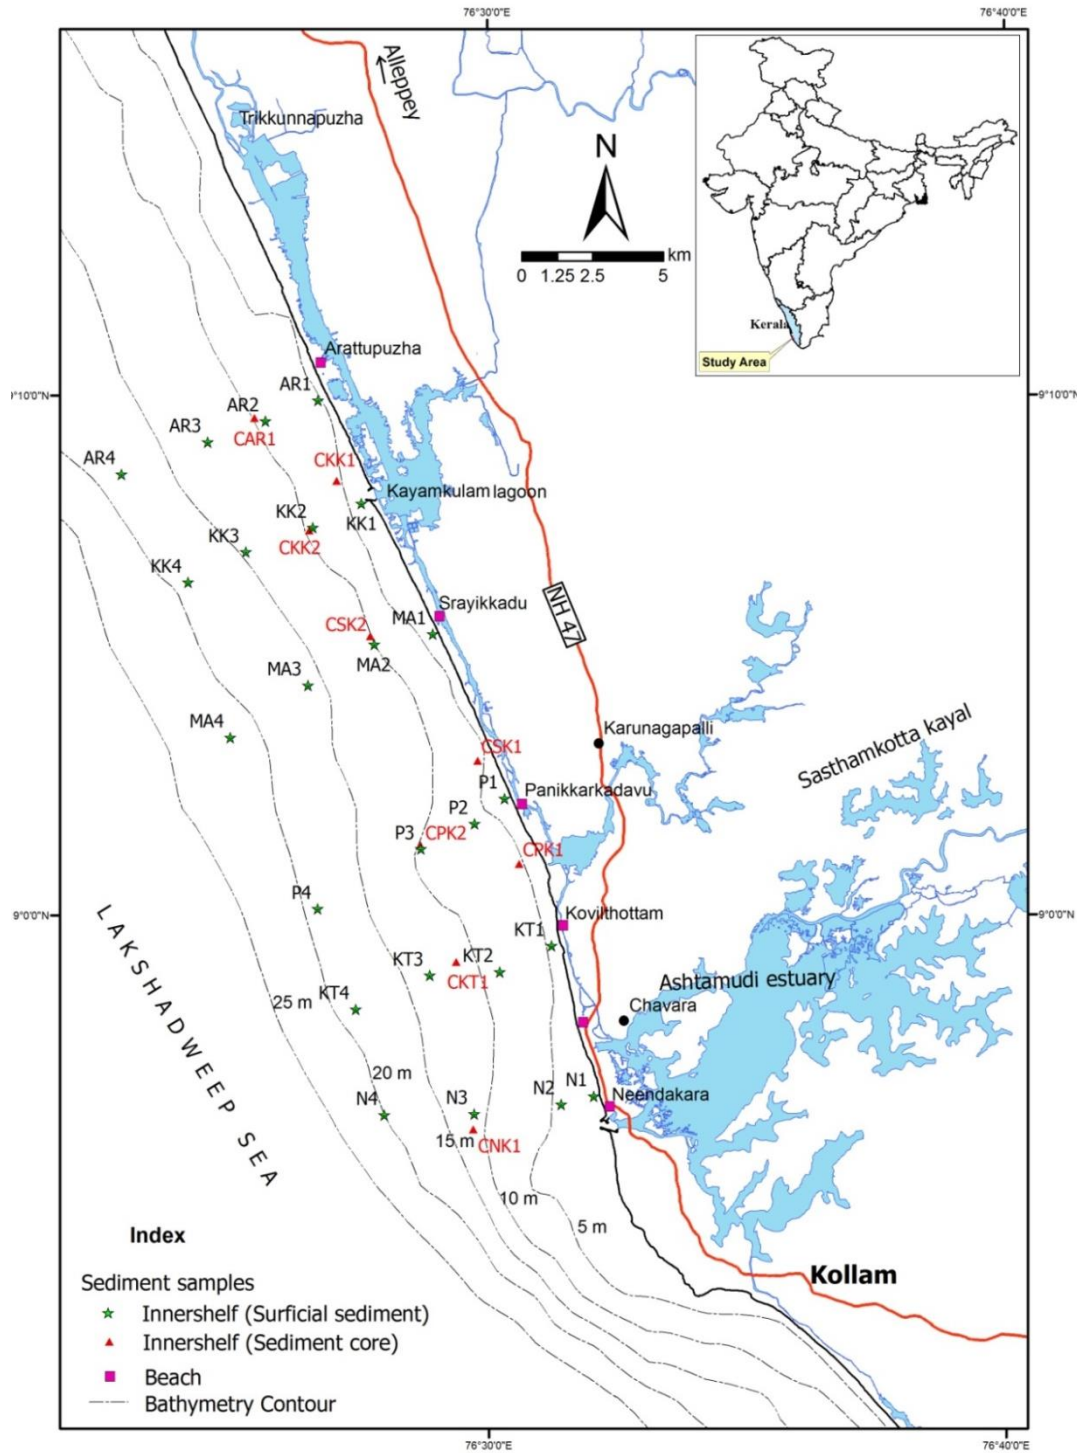 76°30'0"E
76°40'0"E
Alleppey
Trikkunnapuzha
N
km
0 1.25 2.5 5
Kerala
Study Area
Arattupuzha
9°10'0"N
AR1
AR2
CAR1
AR3
AR4
CKK1
Kayamkulam lagoon
KK1
KK2
CKK2
KK3
KK4
NH 47
Srayikkadu
MA1
CSK2
MA2
MA3
MA4
Karunagapalli
Sasthamkotta kayal
CSK1
P1
Panikkarkadavu
P2
P3
CPK2
CPK1
P4
9°0'0"N
9°0'0"N
Kovilthottam
KT1
KT2
CKT1
KT3
KT4
LAKSHADWEEP SEA
Ashtamudi estuary
Chavara
25 m
20 m
N1
N2
N3
N4
Neendakara
15 m
CNK1
10 m
5 m
Kollam
Index
Sediment samples
Innershelf (Surficial sediment)
Innershelf (Sediment core)
Beach
Bathymetry Contour
76°30'0"E
76°40'0"E